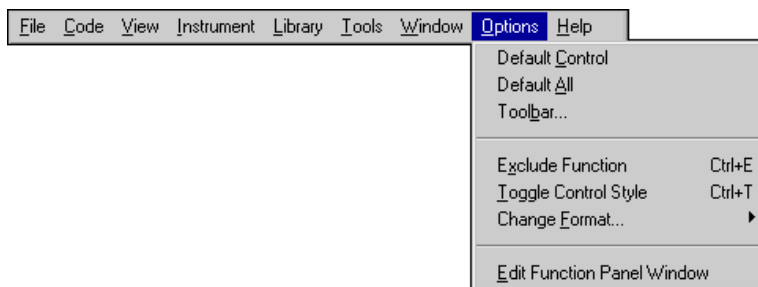 File Code View Instrument Library Tools Window Options Help
Default Control
Default All
Toolbar...
Exclude Function Ctrl+E
Toggle Control Style Ctrl+T
Change Format...
Edit Function Panel Window